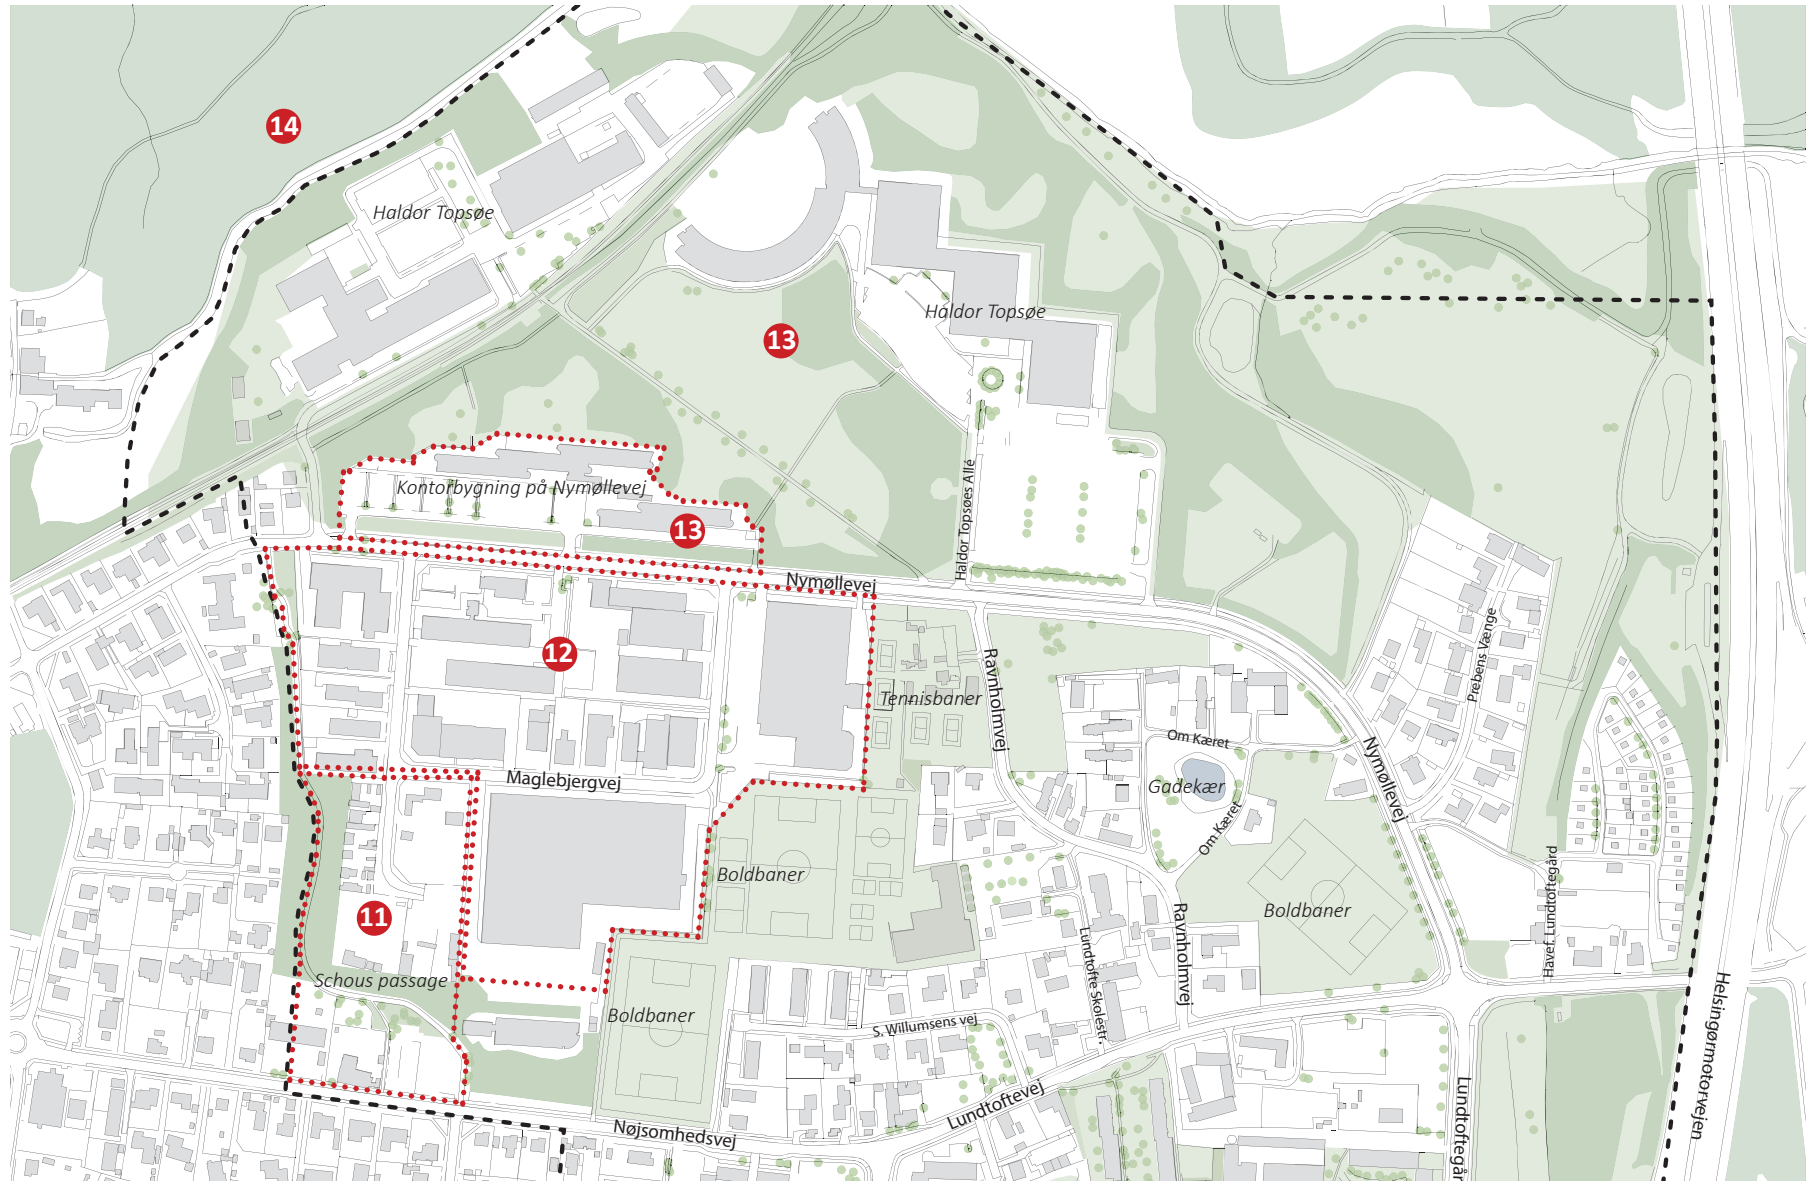 14
Haldor Topsøe
Haldor Topsøe
13
Kontorbygning på Nymøllevej
13
Haldor Topsøes Allé
Nymøllevej
12
Prebens Vænge
Ravnholmvej
Tennisbaner
Om Kæret
Nymøllevej
Maglebjergvej
Gadekær
Om Kæret
Boldbaner
11
Boldbaner
Havef. Lundtoftegård
Ravnholmvej
Lundtofte Skolestr.
Schous passage
Boldbaner
S. Willumsens vej
Helsingørmotorvejen
Lundtoftevej
Nøjsomhedsvej
Lundtoftegår